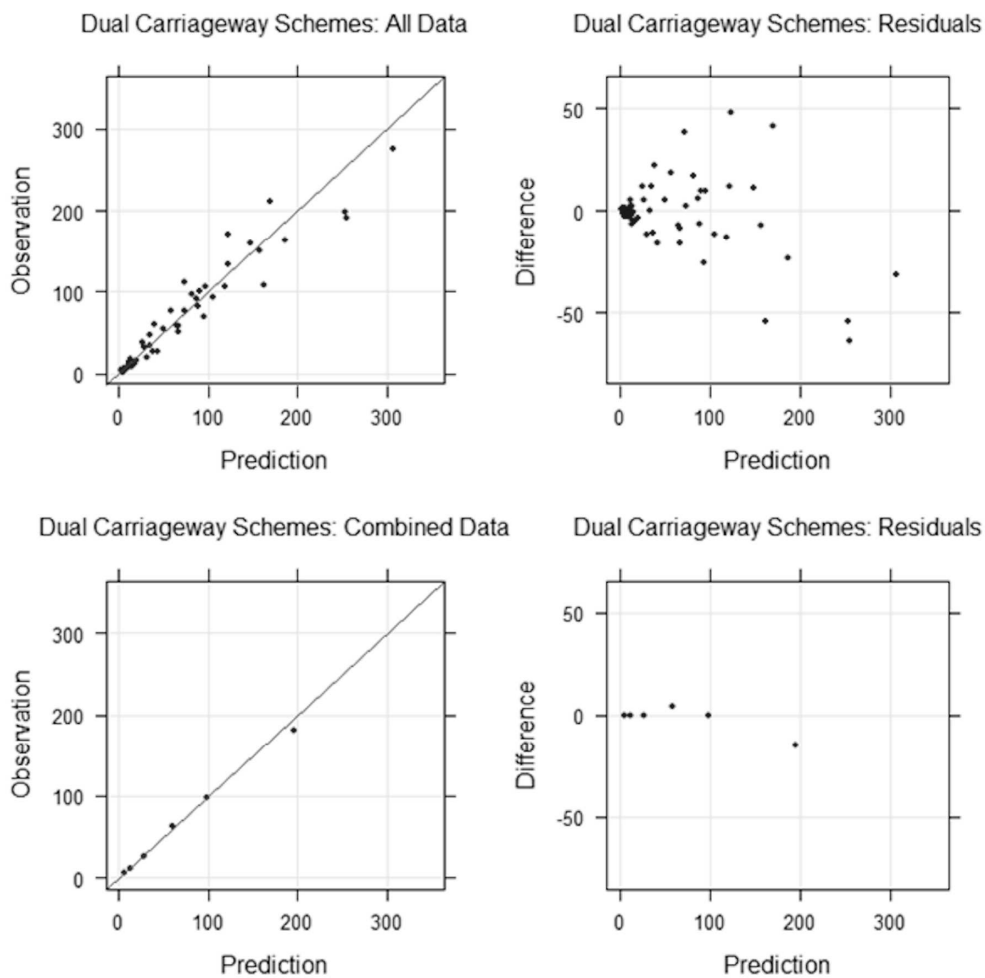 Dual Carriageway Schemes: All Data
Dual Carriageway Schemes: Residuals
Observation
300
200
100
0
0 100 200 300
Prediction
Difference
50
0
-50
0 100 200 300
Prediction
Dual Carriageway Schemes: Combined Data
Dual Carriageway Schemes: Residuals
Observation
300
200
100
0
0 100 200 300
Prediction
Difference
50
0
-50
0 100 200 300
Prediction